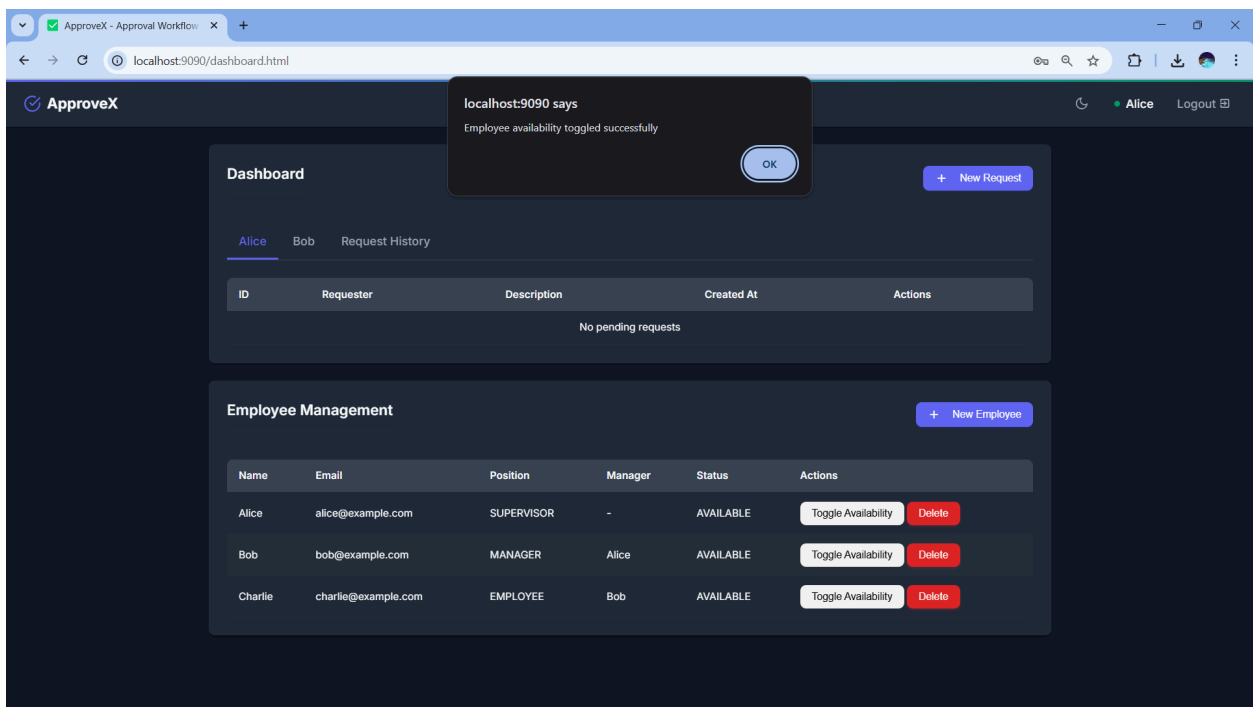 ApproveX - Approval Workflow
localhost:9090/dashboard.html
ApproveX
localhost:9090 says
Employee availability toggled successfully
OK
Alice
Logout
Dashboard
+ New Request
Alice Bob Request History
ID Requester Description Created At Actions
No pending requests
Employee Management
+ New Employee
Name Email Position Manager Status Actions
Alice alice@example.com SUPERVISOR - AVAILABLE Toggle Availability Delete
Bob bob@example.com MANAGER Alice AVAILABLE Toggle Availability Delete
Charlie charlie@example.com EMPLOYEE Bob AVAILABLE Toggle Availability Delete